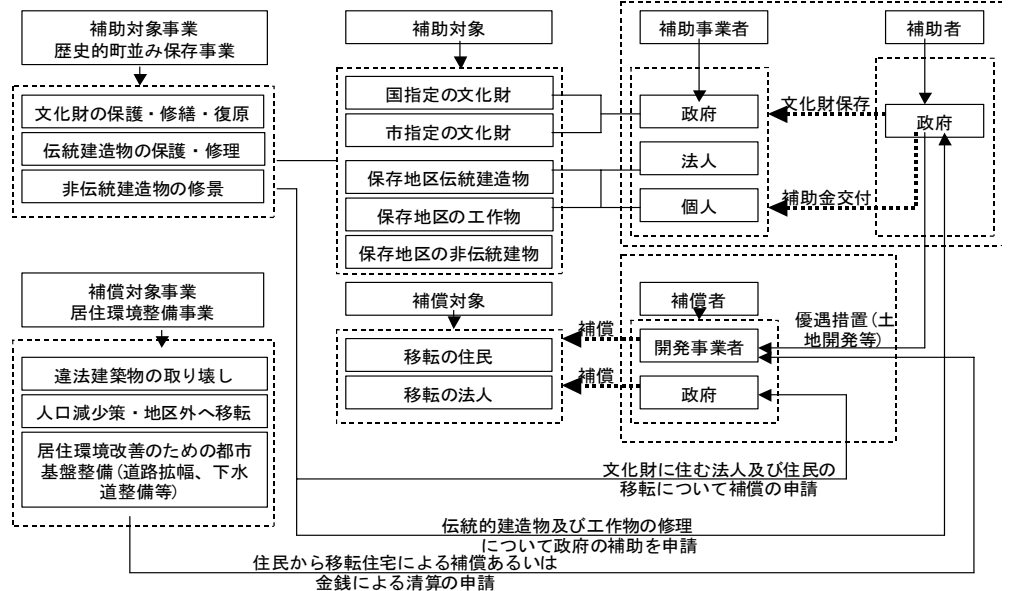 補助対象事業
歴史的町並み保存事業
文化財の保護・修繕・復原
伝統建造物の保護・修理
非伝統建造物の修景
補助対象
国指定の文化財
市指定の文化財
保存地区伝統建造物
保存地区の工作物
保存地区の非伝統建物
補助事業者
政府
法人
個人
補助者
政府
文化財保存
補助金交付
補償対象事業
居住環境整備事業
違法建築物の取り壊し
人口減少策・地区外へ移転
居住環境改善のための都市
基盤整備(道路拡幅、下水
道整備等)
補償対象
移転の住民
移転の法人
補償
補償
補償者
開発事業者
政府
優遇措置(土
地開発等)
文化財に住む法人及び住民の
移転について補償の申請
伝統的建造物及び工作物の修理
について政府の補助を申請
住民から移転住宅による補償あるいは
金銭による清算の申請